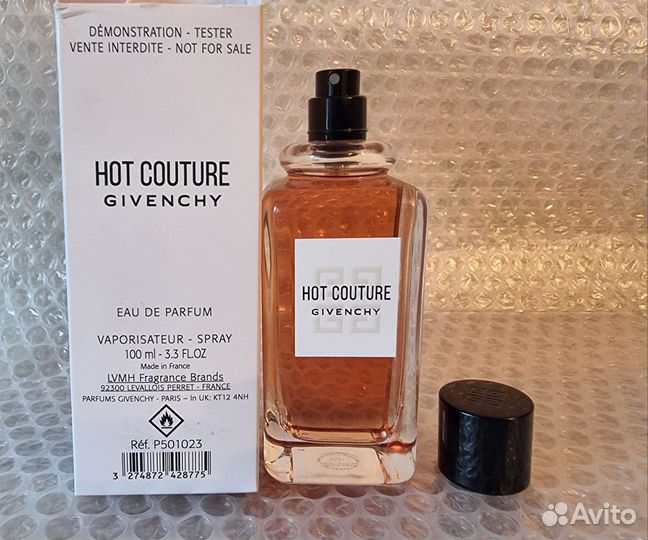 DÉMONSTRATION - TESTER
VENTE INTERDITE - NOT FOR SALE
HOT COUTURE
GIVENCHY
EAU DE PARFUM
VAPORISATEUR - SPRAY
100 ml - 3.3 FL.OZ
Made in France
LVMH Fragrance Brands
92300 LEVALLOIS PERRET - FRANCE
PARFUMS GIVENCHY - PARIS – In UK: KT12 4NH
Réf. P501023
3 274872 428775
HOT COUTURE
GIVENCHY
Avito